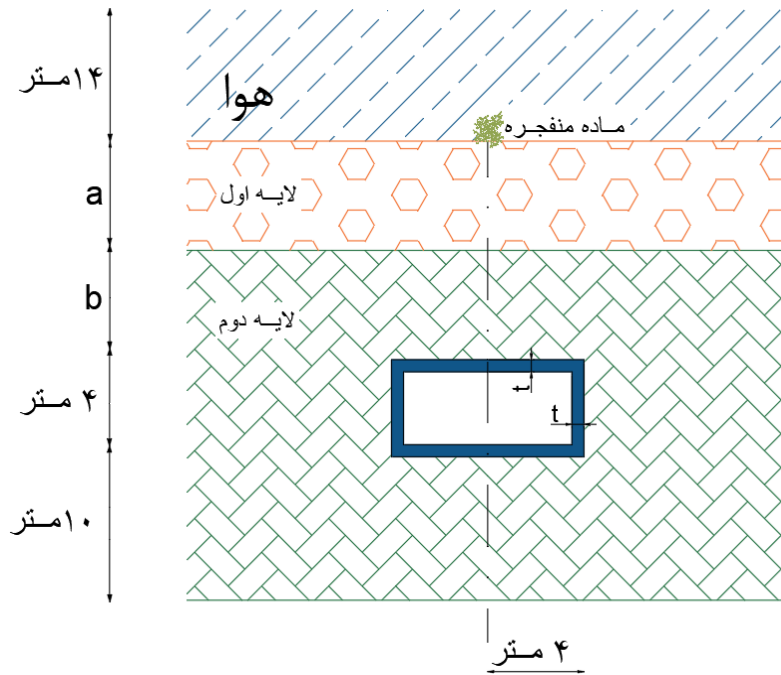 ۱۴متر
هوا
ماده منفجره
a
لایه اول
b
لایه دوم
۴ متر
t
t
۱۰متر
۴ متر